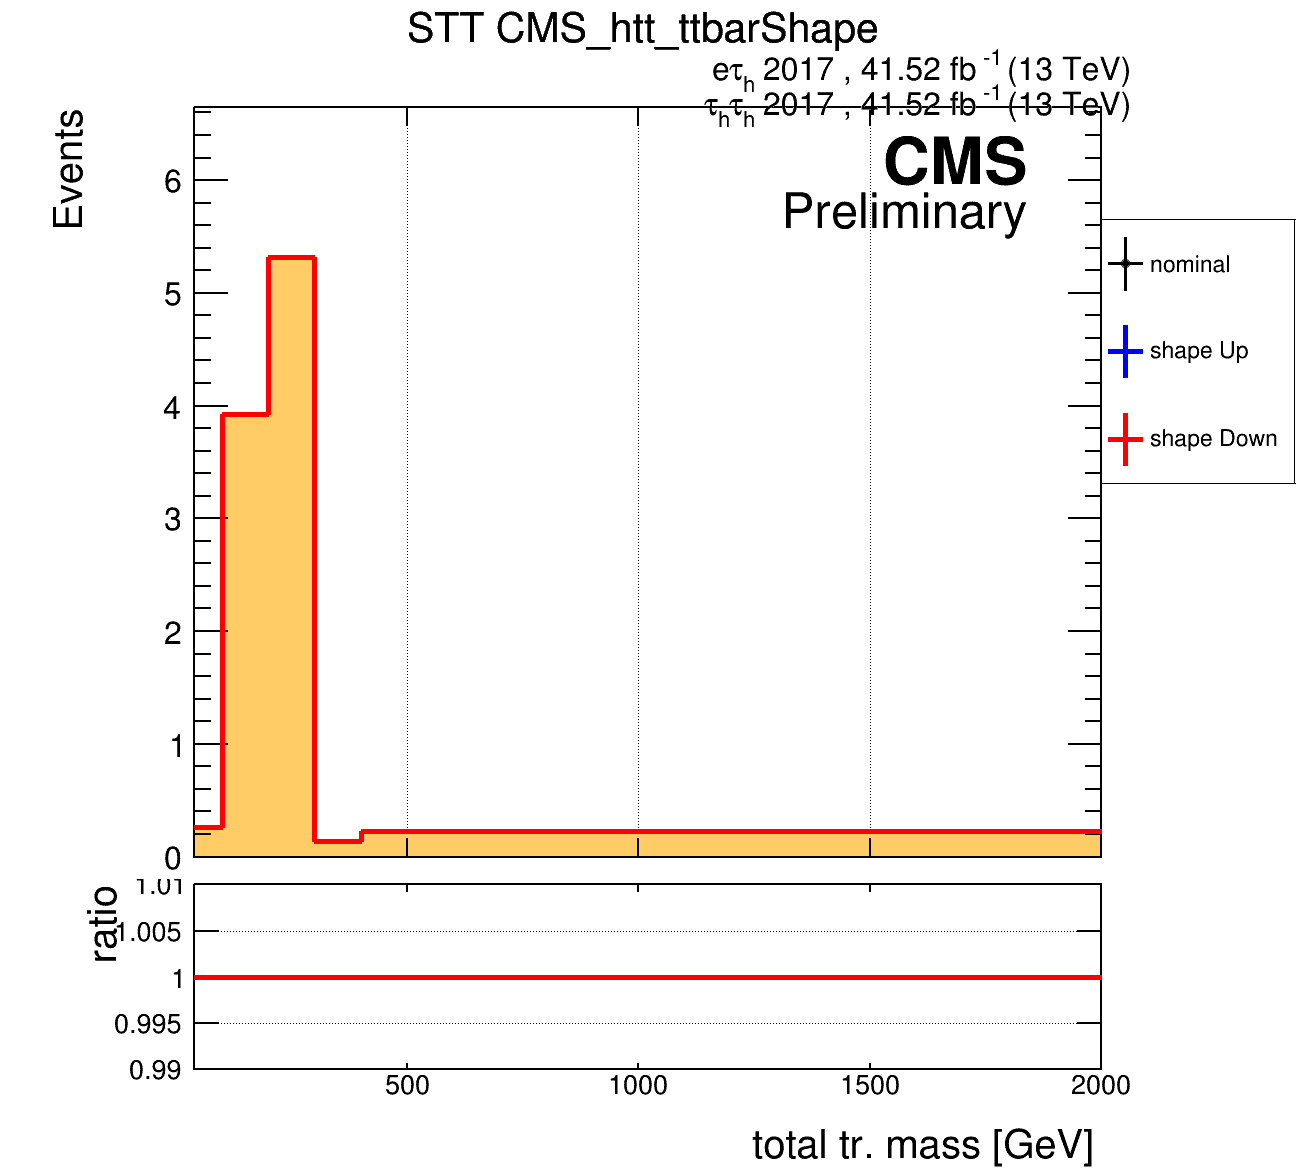 STT CMS_htt_ttbarShape
eτh 2017 , 41.52 fb-1 (13 TeV)
τhτh 2017 , 41.52 fb-1 (13 TeV)
CMS
Preliminary
Events
6
5
4
3
2
1
0
nominal
shape Up
shape Down
ratio
1.01
1.005
1
0.995
0.99
500 1000 1500 2000
total tr. mass [GeV]